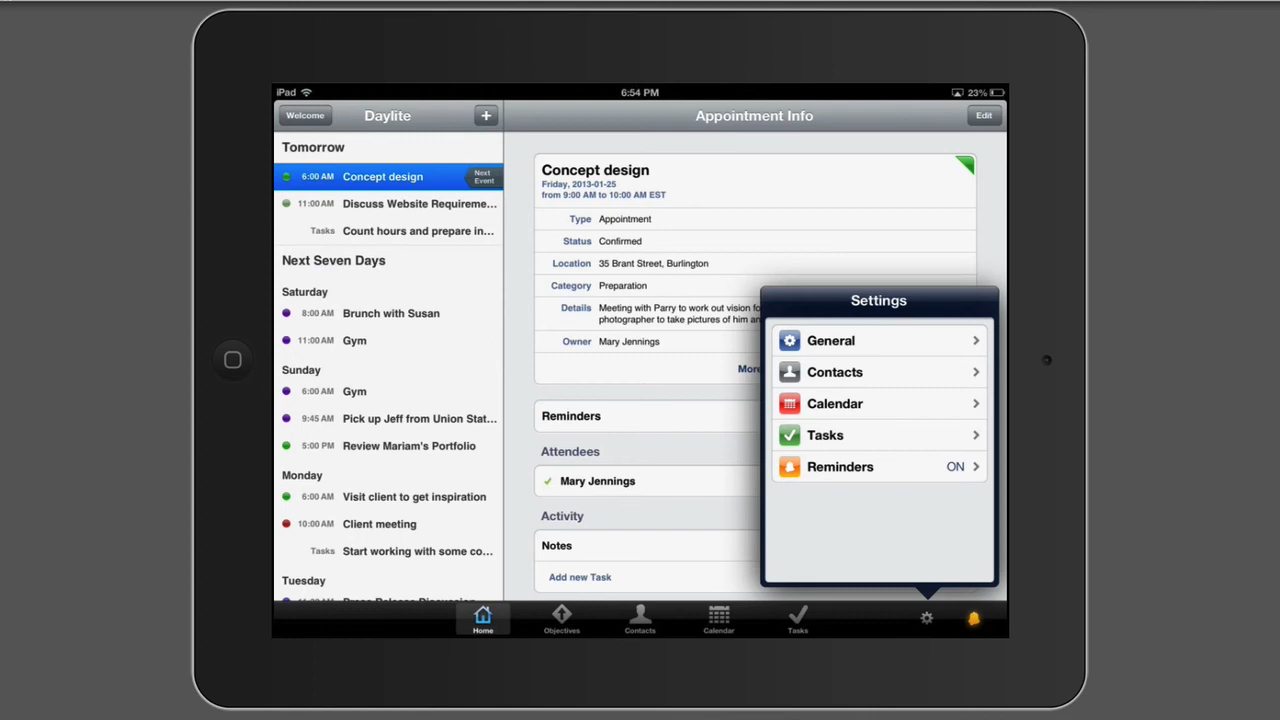 iPad
6:54 PM
23%
Welcome
Daylite
+
Appointment Info
Edit
Tomorrow
6:00 AM Concept design
Next
Event
11:00 AM Discuss Website Requireme...
Tasks Count hours and prepare in...
Next Seven Days
Saturday
8:00 AM Brunch with Susan
11:00 AM Gym
Sunday
6:00 AM Gym
9:45 AM Pick up Jeff from Union Stat...
5:00 PM Review Mariam's Portfolio
Monday
6:00 AM Visit client to get inspiration
10:00 AM Client meeting
Tasks Start working with some co...
Tuesday
Concept design
Friday, 2013-01-25
from 9:00 AM to 10:00 AM EST
Type Appointment
Status Confirmed
Location 35 Brant Street, Burlington
Category Preparation
Details Meeting with Parry to work out vision
photographer to take pictures of him
Owner Mary Jennings
More
Reminders
Attendees
Mary Jennings
Activity
Notes
Add new Task
Settings
General
Contacts
Calendar
Tasks
Reminders ON
Home
Objectives
Contacts
Calendar
Tasks